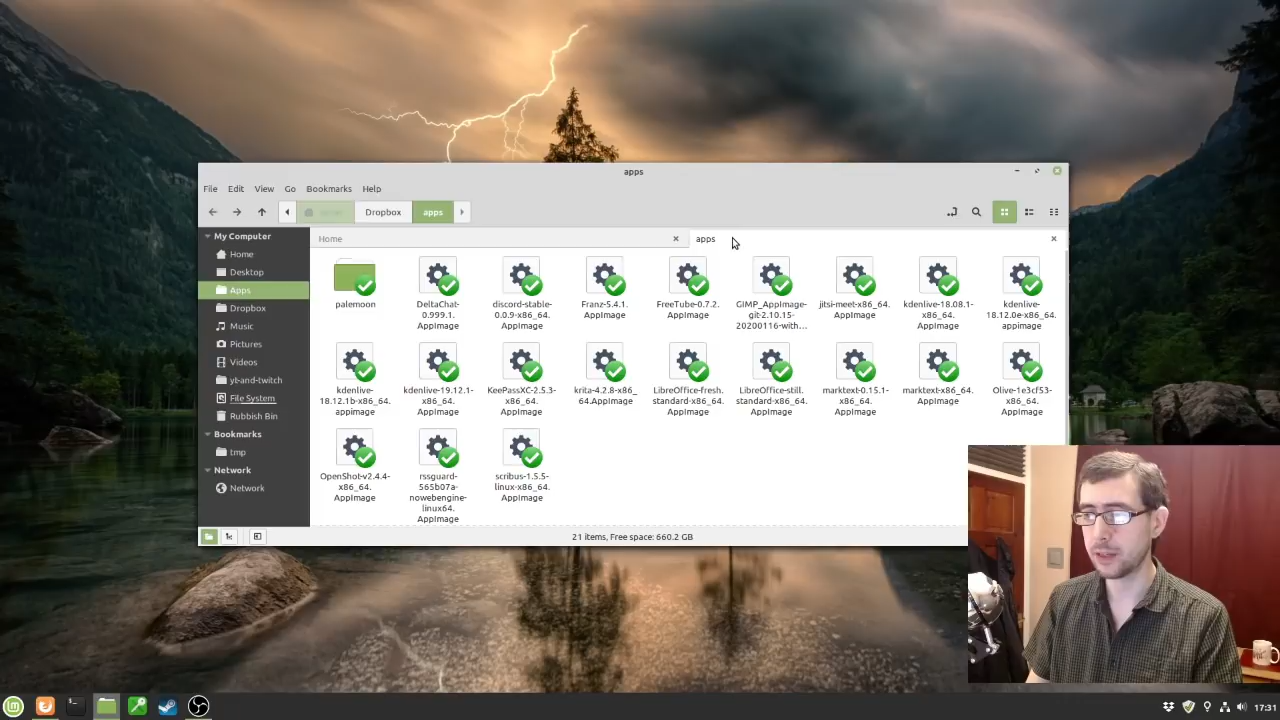 apps
File Edit View Go Bookmarks Help
Dropbox apps
Home apps
My Computer
Home
Desktop
Apps
Dropbox
Music
Pictures
Videos
yb-and-twitch
File System
Rubbish Bin
Bookmarks
tmp
Network
Network
palemoon
DeltaChat-
0.999.1.
AppImage
discord-stable-
0.0.9-x86_64.
AppImage
Franz-5.4.1.
AppImage
FreeTube-0.7.2.
AppImage
GIMP_AppImage-
git-2.10.15-
20200116-with...
jitsi-meet-x86_64.
AppImage
kdenlive-18.08.1-
x86_64.
AppImage
kdenlive-
18.12.0e-x86_64.
appimage
kdenlive-
18.12.1b-x86_64.
appimage
kdenlive-19.12.1-
x86_64.
AppImage
KeePassXC-2.5.3-
x86_64.
AppImage
krita-4.2.8-x86_
64.AppImage
LibreOffice-fresh.
standard-x86_64.
AppImage
LibreOffice-still.
standard-x86_64.
AppImage
marktext-0.15.1-
x86_64.
AppImage
marktext-x86_64.
AppImage
Olive-1e3cf53-
x86_64.
AppImage
OpenShot-v2.4.4-
x86_64.
AppImage
rssguard-
565b07a-
nowebengine-
linux64.
AppImage
scribus-1.5.5-
linux-x86_64.
AppImage
21 items, Free space: 660.2 GB
17:31